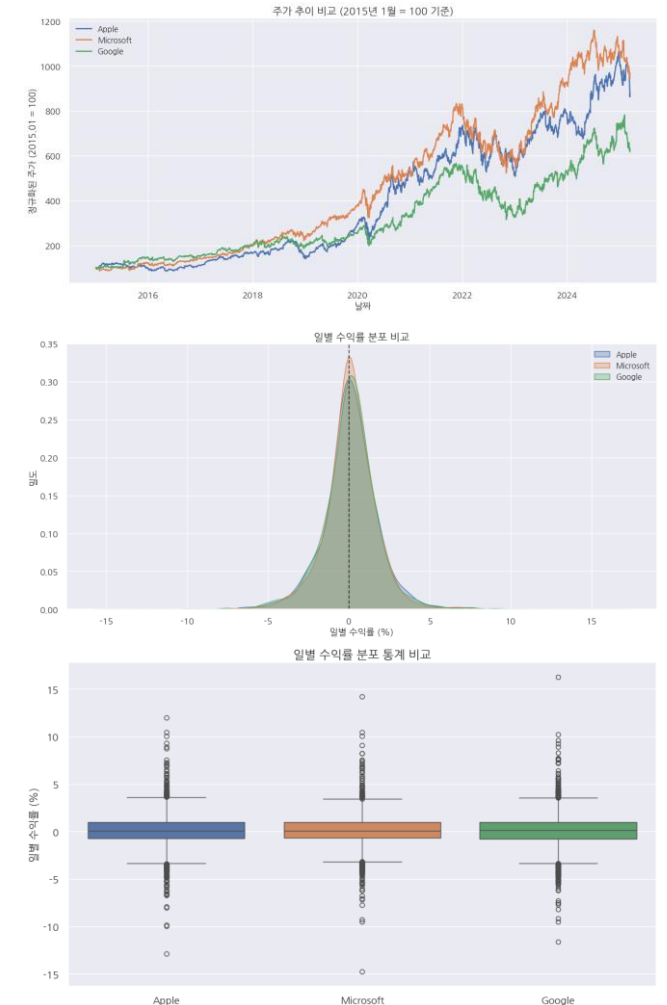 주가 추이 비교 (2015년 1월 = 100 기준)
Apple
Microsoft
Google
정규화된 주가 (2015.01 = 100)
1200
1000
800
600
400
200
2016
2018
2020
2022
2024
날짜
일별 수익률 분포 비교
Apple
Microsoft
Google
밀도
0.35
0.30
0.25
0.20
0.15
0.10
0.05
0.00
-15
-10
-5
0
5
10
15
일별 수익률 (%)
일별 수익률 분포 통계 비교
일별 수익률 (%)
15
10
5
0
-5
-10
-15
Apple
Microsoft
Google